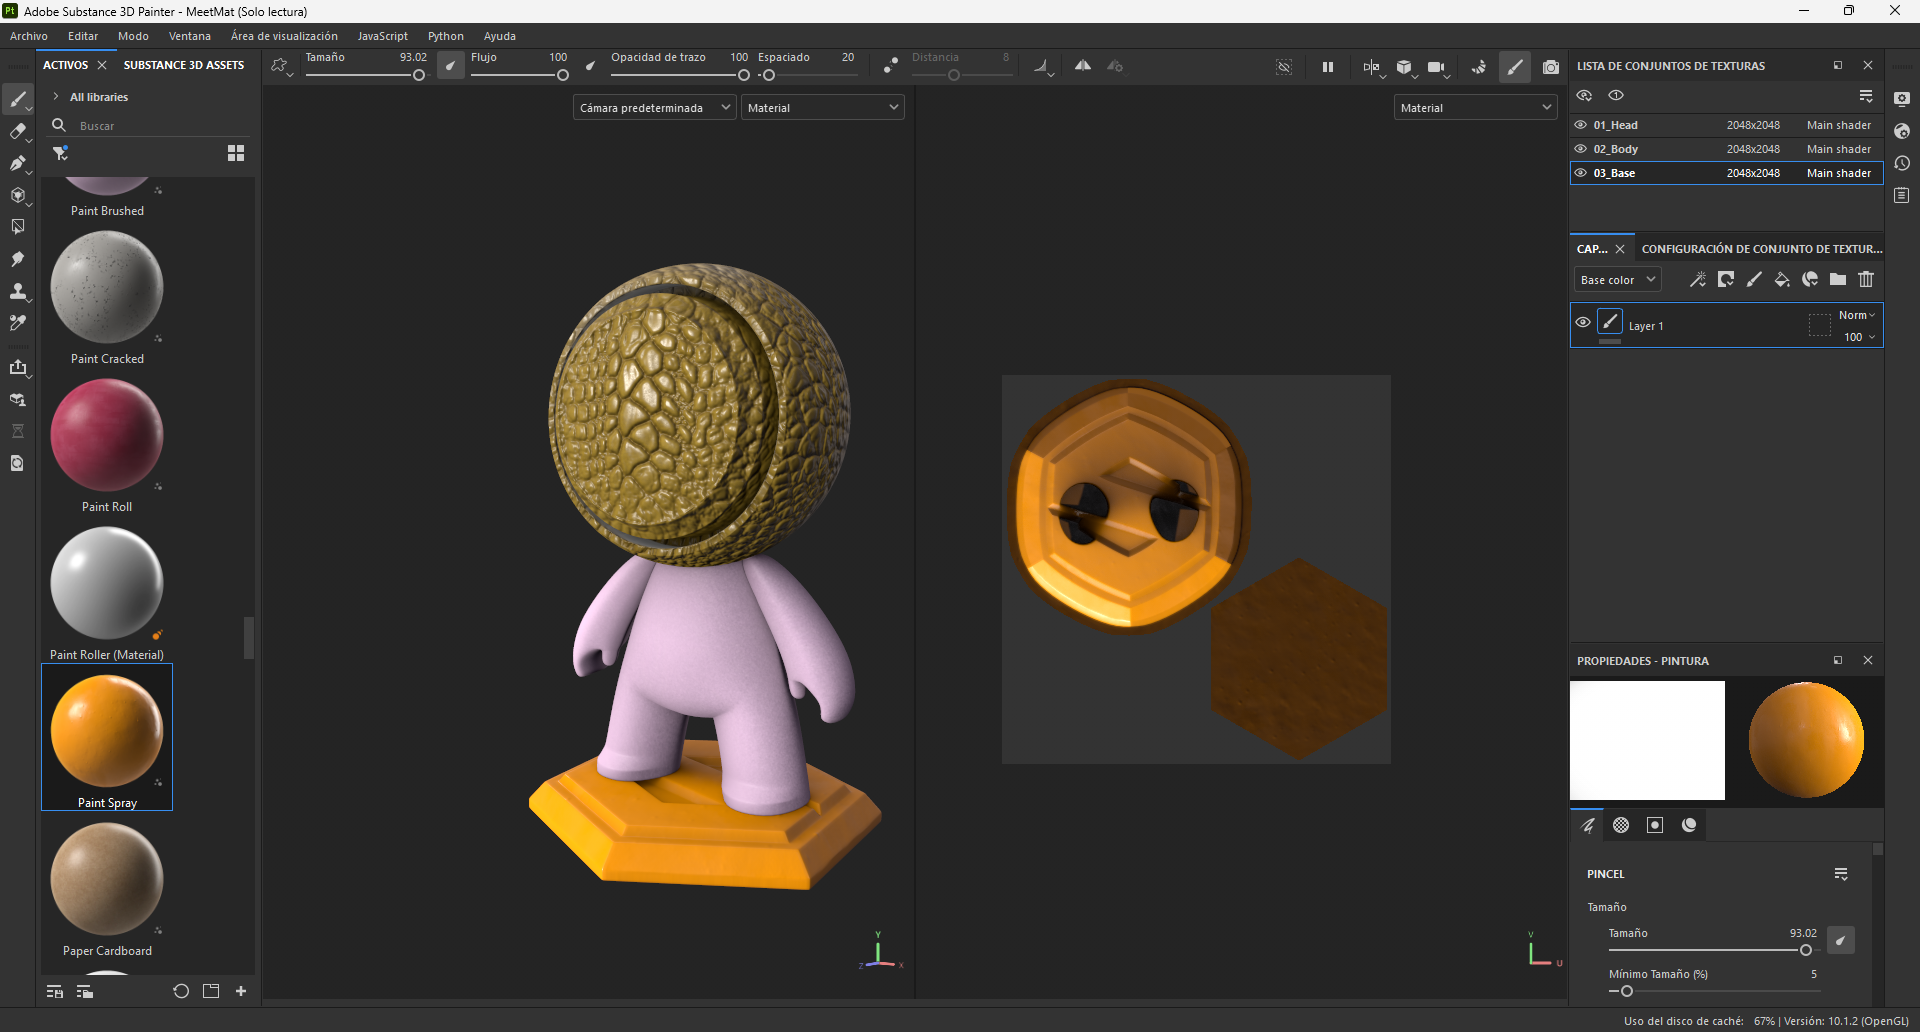 Pt Adobe Substance 3D Painter - MeetMat (Solo lectura)
Archivo Editar Modo Ventana Área de visualización JavaScript Python Ayuda
ACTIVOS SUBSTANCE 3D ASSETS
All libraries
Buscar
Paint Brushed
Paint Cracked
Paint Roll
Paint Roller (Material)
Paint Spray
Paper Cardboard
Tamaño 93.02 Flujo 100 Opacidad de trazo 100 Espaciado 20 Distancia 8
Cámara predeterminada Material
Material
Y
Z X
V
U
LISTA DE CONJUNTOS DE TEXTURAS
1
01_Head 2048x2048 Main shader
02_Body 2048x2048 Main shader
03_Base 2048x2048 Main shader
CAP... CONFIGURACIÓN DE CONJUNTO DE TEXTUR...
Base color
Layer 1 Norm
100
PROPIEDADES - PINTURA
PINCEL
Tamaño
Tamaño 93.02
Mínimo Tamaño (%) 5
Uso del disco de caché: 67% | Versión: 10.1.2 (OpenGL)